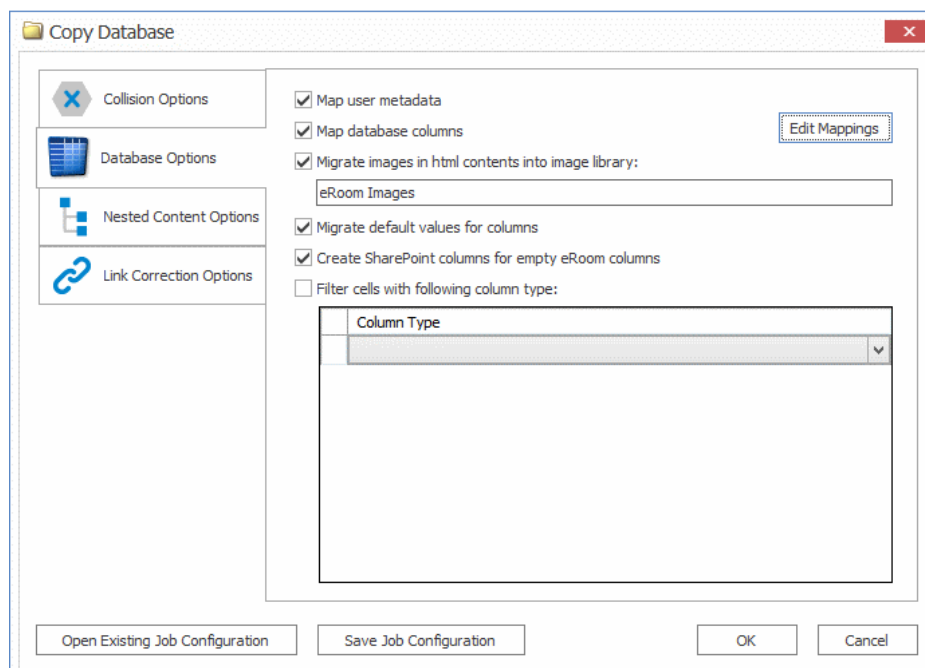 Copy Database
Collision Options
Database Options
Nested Content Options
Link Correction Options
Map user metadata
Map database columns
Edit Mappings
Migrate images in html contents into image library:
eRoom Images
Migrate default values for columns
Create SharePoint columns for empty eRoom columns
Filter cells with following column type:
Column Type
Open Existing Job Configuration
Save Job Configuration
OK
Cancel